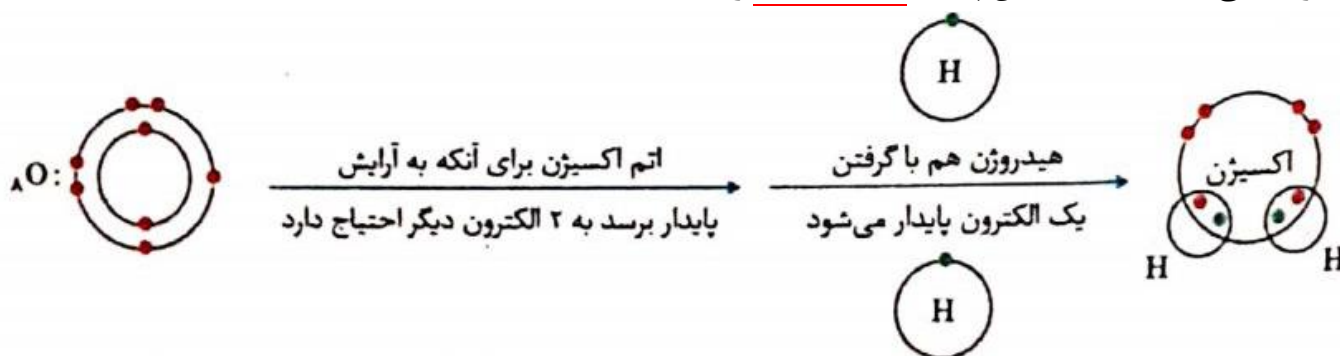 H
₈O:
اتم اکسیژن برای آنکه به آرایش
پایدار برسد به ۲ الکترون دیگر احتیاج دارد
هیدروژن هم با گرفتن
یک الکترون پایدار می‌شود
H
اکسیژن
H
H